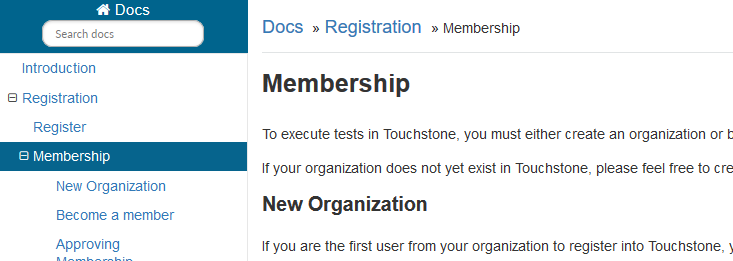 Docs
Search docs
Introduction
Registration
Register
Membership
New Organization
Become a member
Approving
Membership
Docs » Registration » Membership
Membership
To execute tests in Touchstone, you must either create an organization or
If your organization does not yet exist in Touchstone, please feel free to
New Organization
If you are the first user from your organization to register into Touchstone,